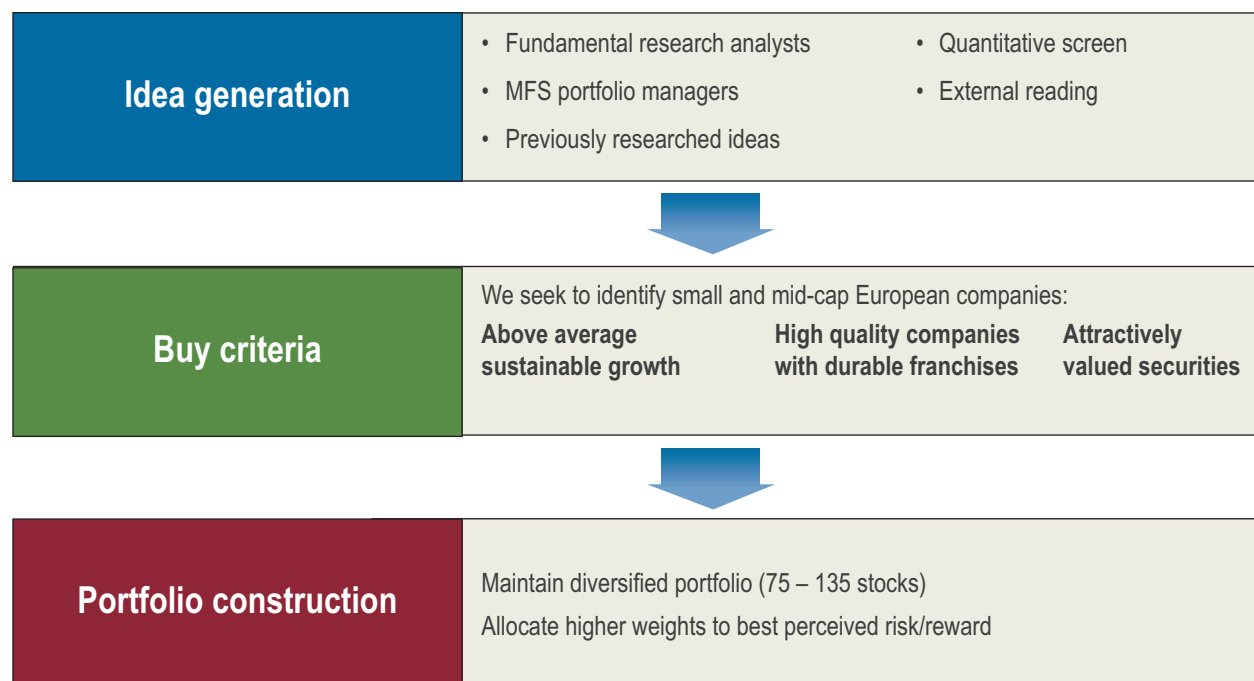 Idea generation
• Fundamental research analysts
• MFS portfolio managers
• Previously researched ideas
• Quantitative screen
• External reading
Buy criteria
We seek to identify small and mid-cap European companies:
Above average
sustainable growth
High quality companies
with durable franchises
Attractively
valued securities
Portfolio construction
Maintain diversified portfolio (75 – 135 stocks)
Allocate higher weights to best perceived risk/reward